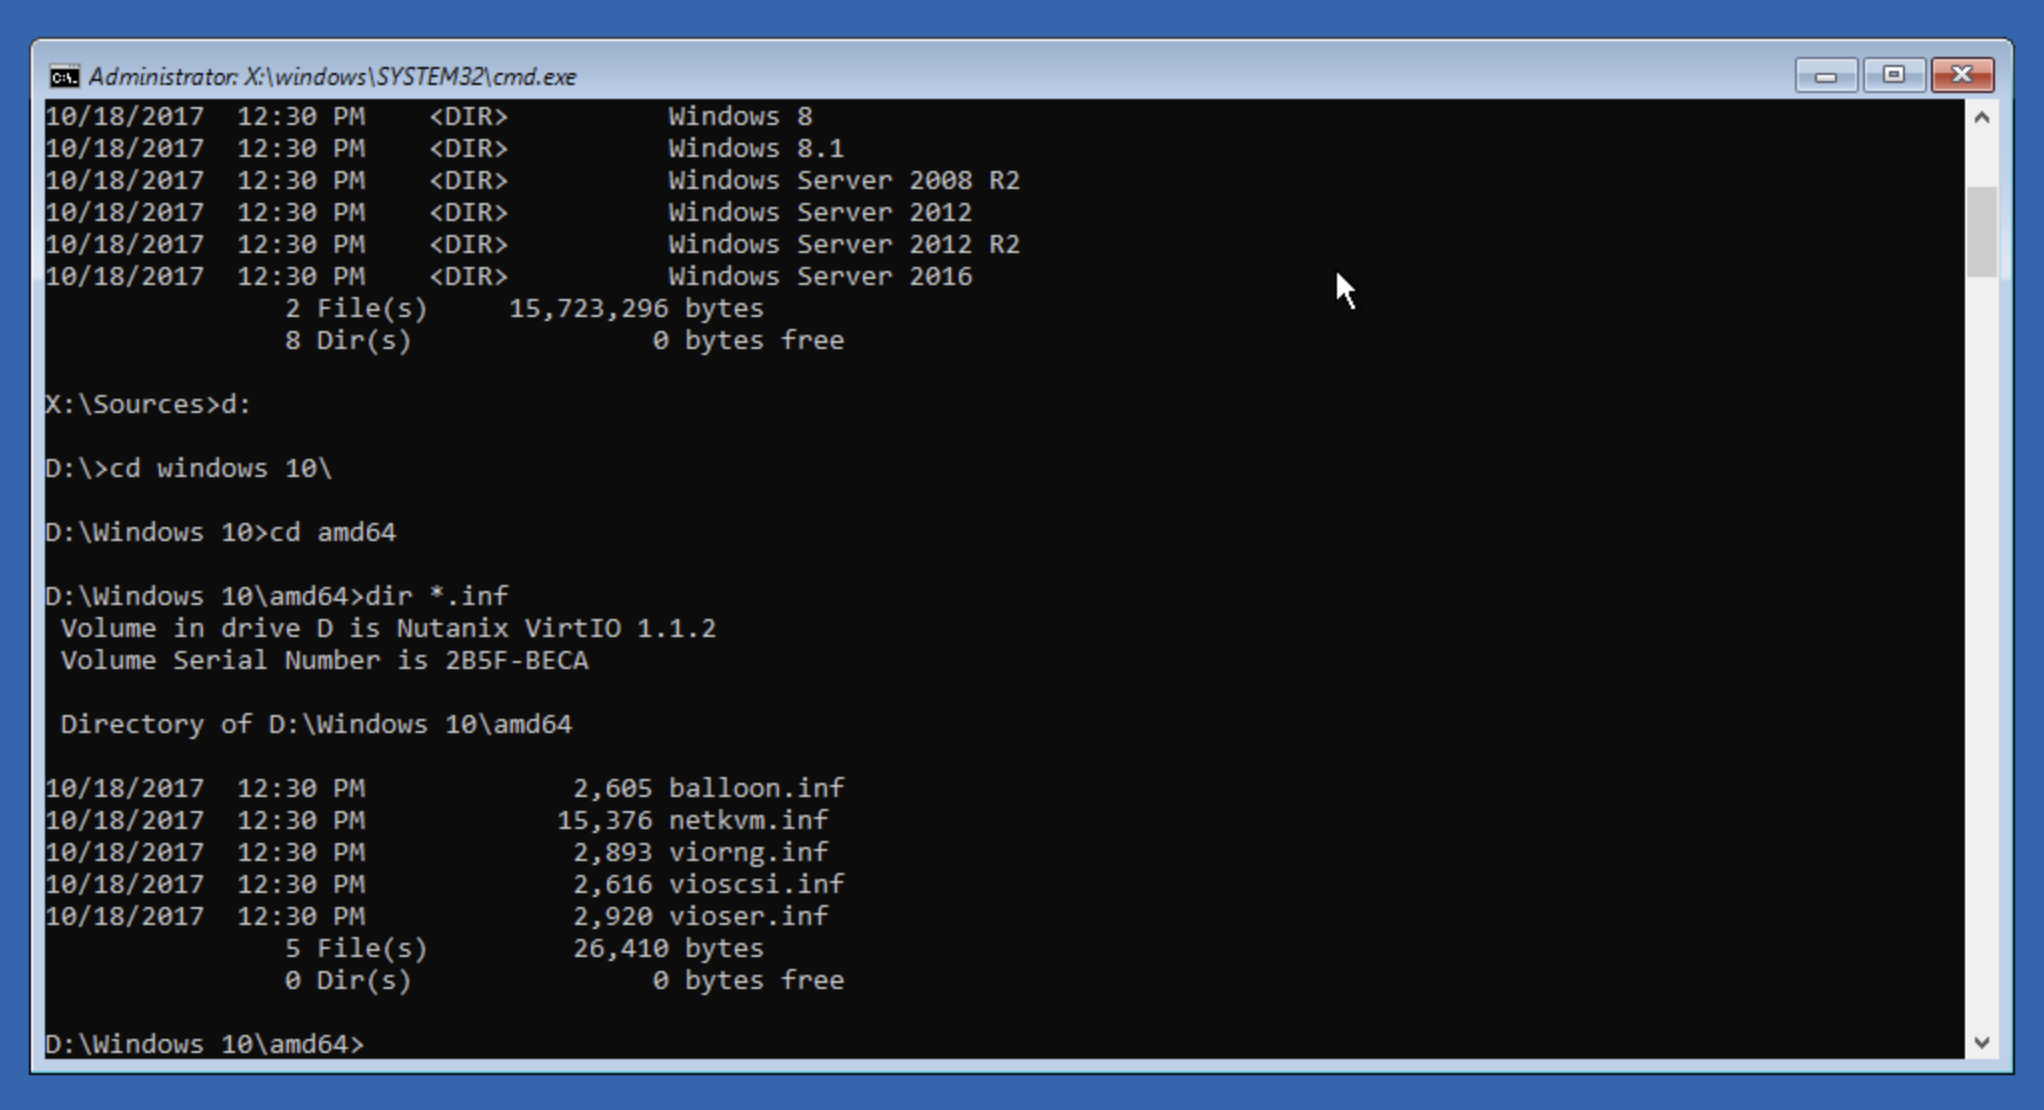 Administrator: X:\windows\SYSTEM32\cmd.exe
10/18/2017  12:30 PM    <DIR>          Windows 8
10/18/2017  12:30 PM    <DIR>          Windows 8.1
10/18/2017  12:30 PM    <DIR>          Windows Server 2008 R2
10/18/2017  12:30 PM    <DIR>          Windows Server 2012
10/18/2017  12:30 PM    <DIR>          Windows Server 2012 R2
10/18/2017  12:30 PM    <DIR>          Windows Server 2016
               2 File(s)     15,723,296 bytes
               8 Dir(s)               0 bytes free
X:\Sources>d:
D:\>cd windows 10\
D:\Windows 10>cd amd64
D:\Windows 10\amd64>dir *.inf
 Volume in drive D is Nutanix VirtIO 1.1.2
 Volume Serial Number is 2B5F-BECA
 Directory of D:\Windows 10\amd64
10/18/2017  12:30 PM             2,605 balloon.inf
10/18/2017  12:30 PM            15,376 netkvm.inf
10/18/2017  12:30 PM             2,893 viorng.inf
10/18/2017  12:30 PM             2,616 vioscsi.inf
10/18/2017  12:30 PM             2,920 vioser.inf
               5 File(s)         26,410 bytes
               0 Dir(s)               0 bytes free
D:\Windows 10\amd64>